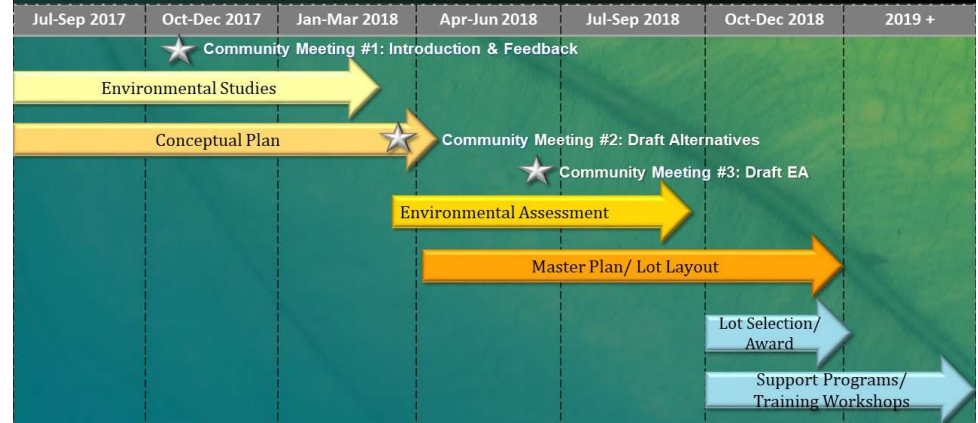 Jul-Sep 2017 Oct-Dec 2017 Jan-Mar 2018 Apr-Jun 2018 Jul-Sep 2018 Oct-Dec 2018 2019 +
Community Meeting #1: Introduction & Feedback
Environmental Studies
Conceptual Plan
Community Meeting #2: Draft Alternatives
Community Meeting #3: Draft EA
Environmental Assessment
Master Plan/ Lot Layout
Lot Selection/
Award
Support Programs/
Training Workshops